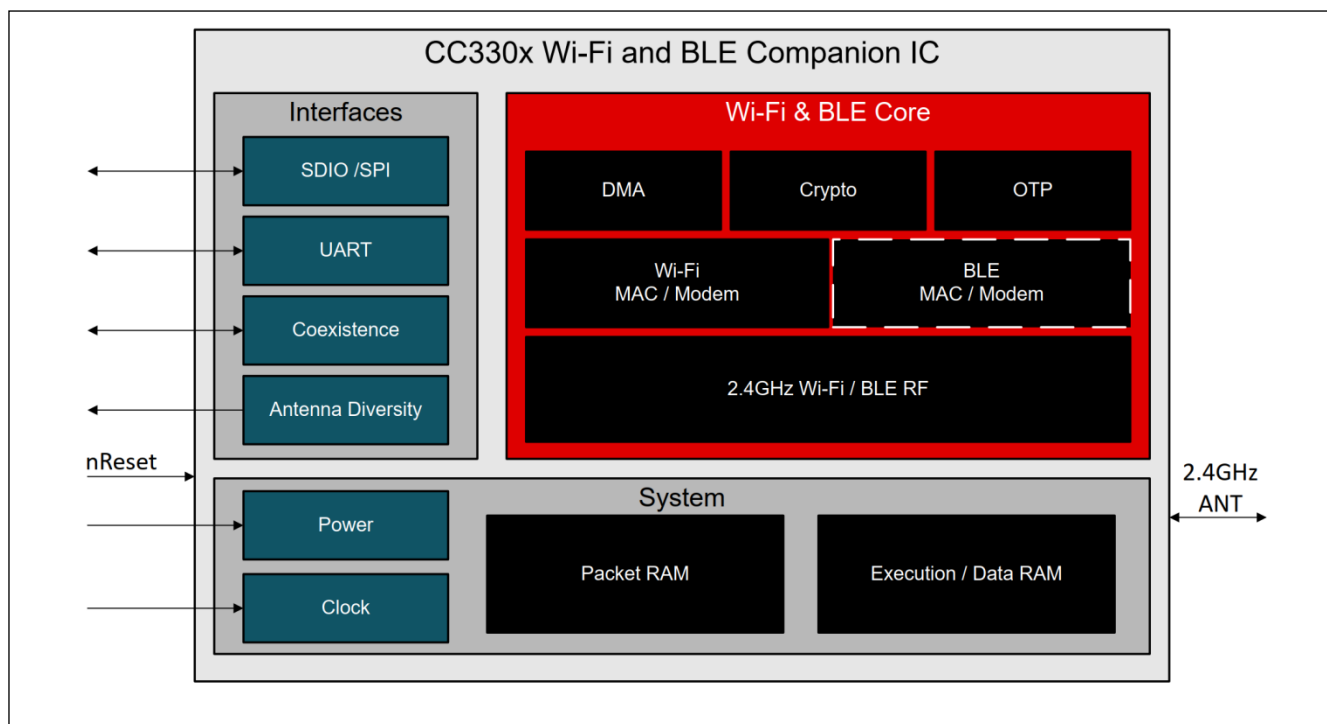 CC330x Wi-Fi and BLE Companion IC
Interfaces
SDIO /SPI
UART
Coexistence
Antenna Diversity
Wi-Fi & BLE Core
DMA
Crypto
OTP
Wi-Fi
MAC / Modem
BLE
MAC / Modem
2.4GHz Wi-Fi / BLE RF
nReset
System
Power
Clock
Packet RAM
Execution / Data RAM
2.4GHz
ANT